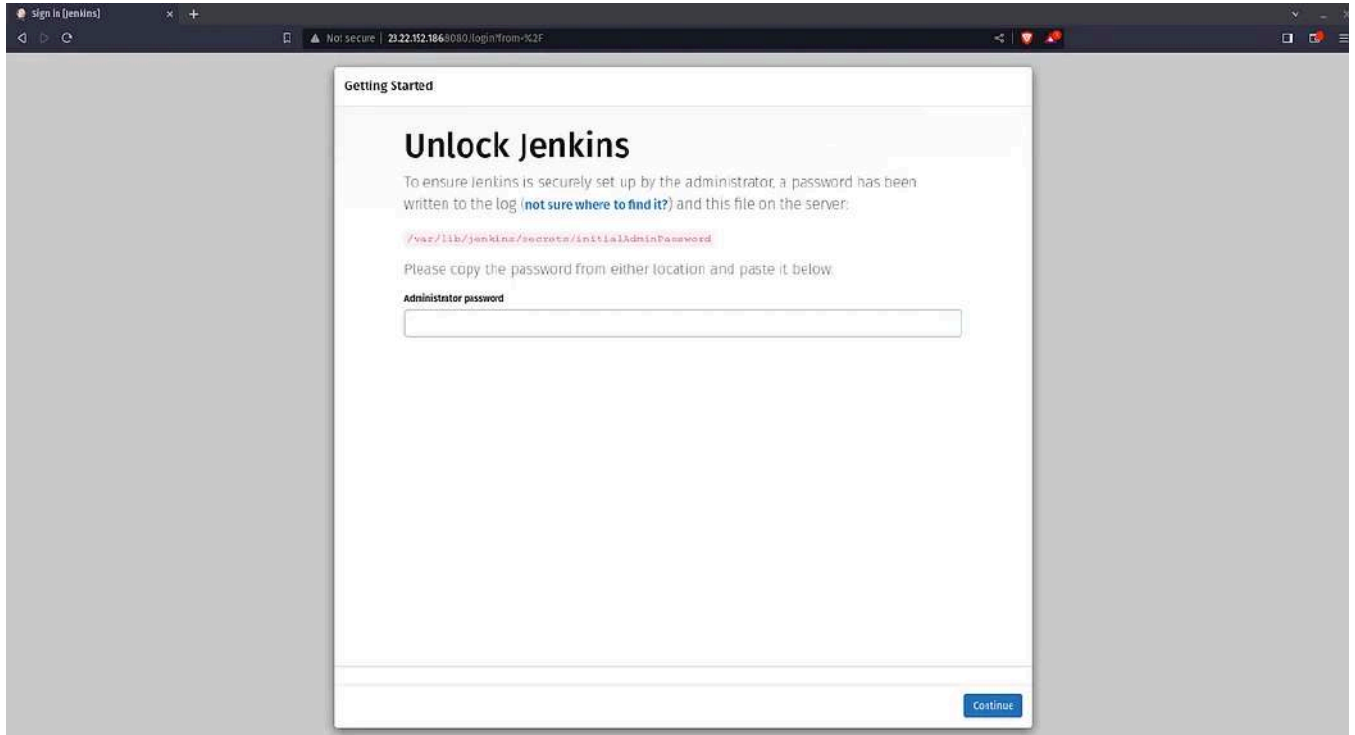 Sign in [Jenkins]
Not secure | 23.22.152.186:8080/login?from=%2F
Getting Started
Unlock Jenkins
To ensure Jenkins is securely set up by the administrator, a password has been
written to the log (not sure where to find it?) and this file on the server:
/var/lib/jenkins/secrets/initialAdminPassword
Please copy the password from either location and paste it below.
Administrator password
Continue